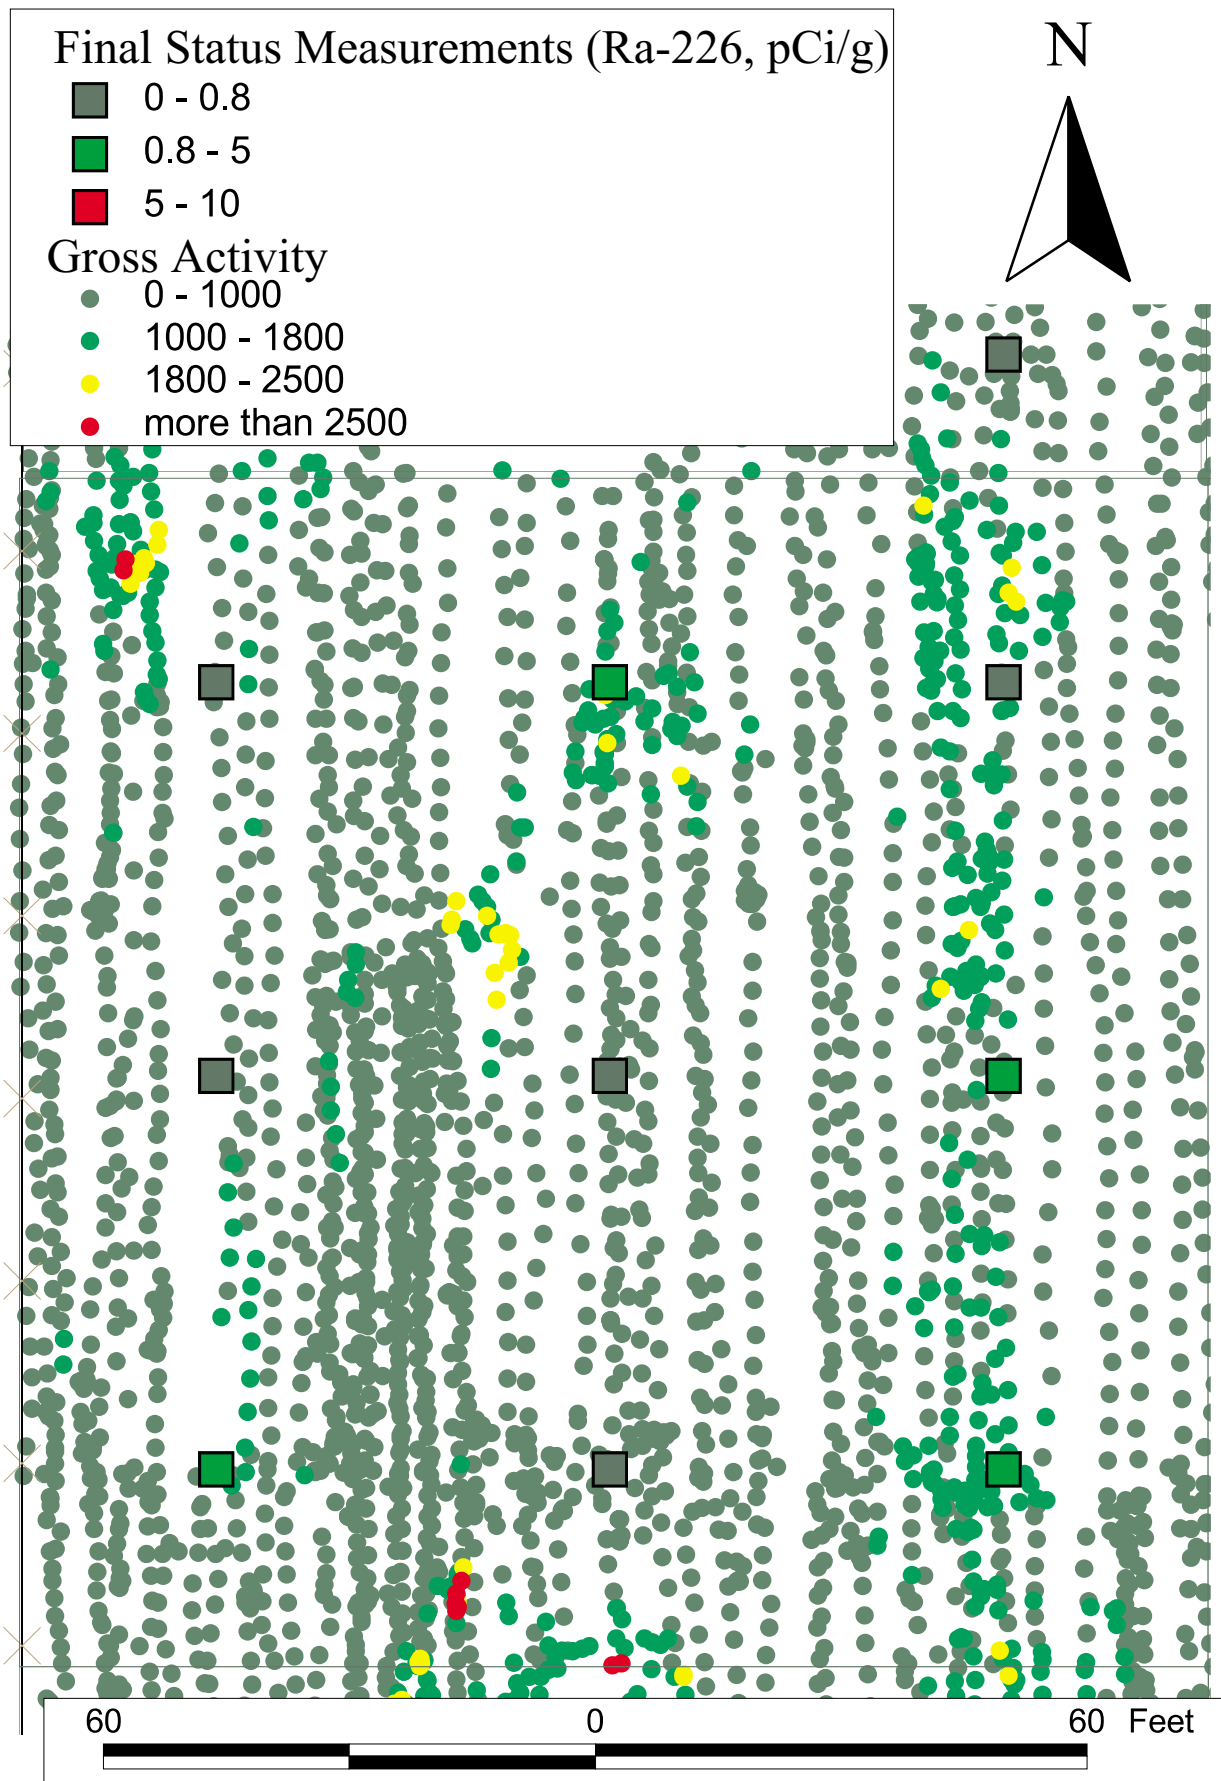 Final Status Measurements (Ra-226, pCi/g)
0 - 0.8
0.8 - 5
5 - 10
Gross Activity
0 - 1000
1000 - 1800
1800 - 2500
more than 2500
N
60 0 60 Feet